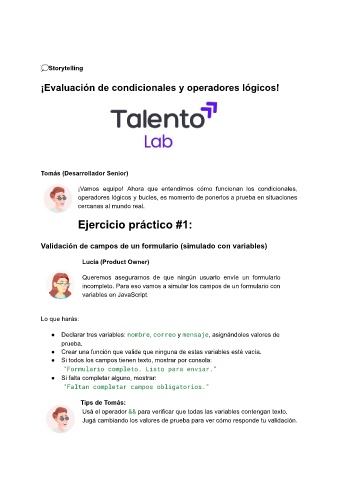 💭Storytelling
¡Evaluación de condicionales y operadores lógicos!
Talento
Lab
Tomás (Desarrollador Senior)
¡Vamos equipo! Ahora que entendimos cómo funcionan los condicionales,
operadores lógicos y bucles, es momento de ponerlos a prueba en situaciones
cercanas al mundo real.
Ejercicio práctico #1:
Validación de campos de un formulario (simulado con variables)
Lucía (Product Owner)
Queremos asegurarnos de que ningún usuario envíe un formulario
incompleto. Para eso vamos a simular los campos de un formulario con
variables en JavaScript.
Lo que harás:
● Declarar tres variables: nombre, correo y mensaje, asignándoles valores de
prueba.
● Crear una función que valide que ninguna de estas variables esté vacía.
● Si todos los campos tienen texto, mostrar por consola:
"Formulario completo. Listo para enviar."
● Si falta completar alguno, mostrar:
"Faltan completar campos obligatorios."
Tips de Tomás:
Usá el operador && para verificar que todas las variables contengan texto.
Jugá cambiando los valores de prueba para ver cómo responde tu validación.